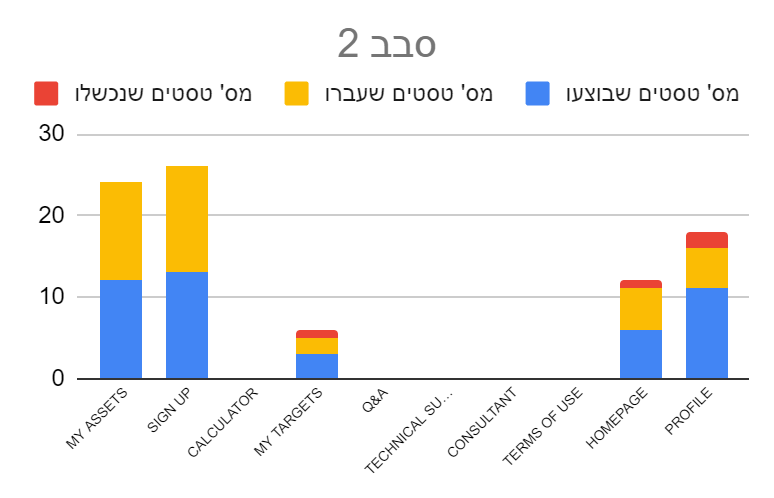 סבב 2
מס' טסטים שבוצעו מס' טסטים שעברו מס' טסטים שנכשלו
30
20
10
0
MY ASSETS
SIGN UP
CALCULATOR
MY TARGETS
Q&A
TECHNICAL SU...
CONSULTANT
TERMS OF USE
HOMEPAGE
PROFILE